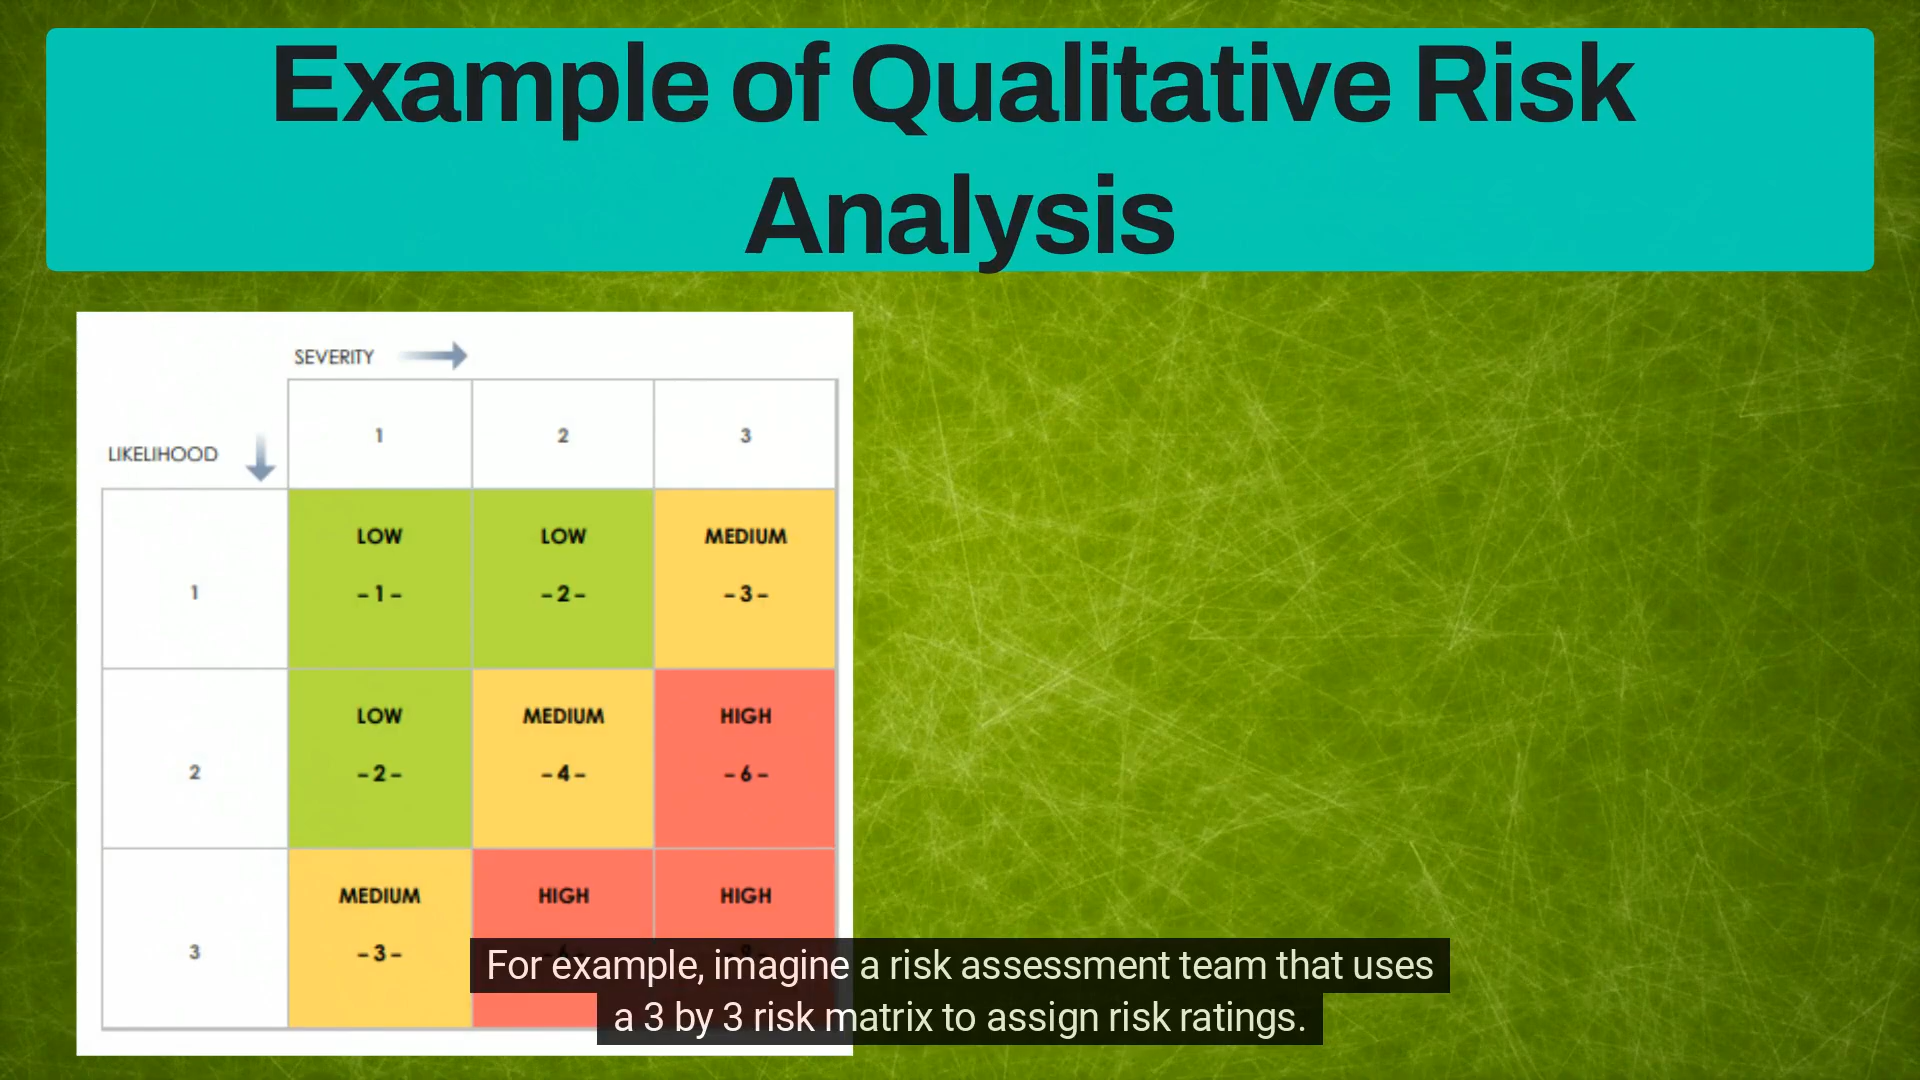 Example of Qualitative Risk
Analysis
SEVERITY
1 2 3
LIKELIHOOD
LOW LOW MEDIUM
1 -1- -2- -3-
LOW MEDIUM HIGH
2 -2- -4- -6-
MEDIUM HIGH HIGH
3 -3-
For example, imagine a risk assessment team that uses
a 3 by 3 risk matrix to assign risk ratings.